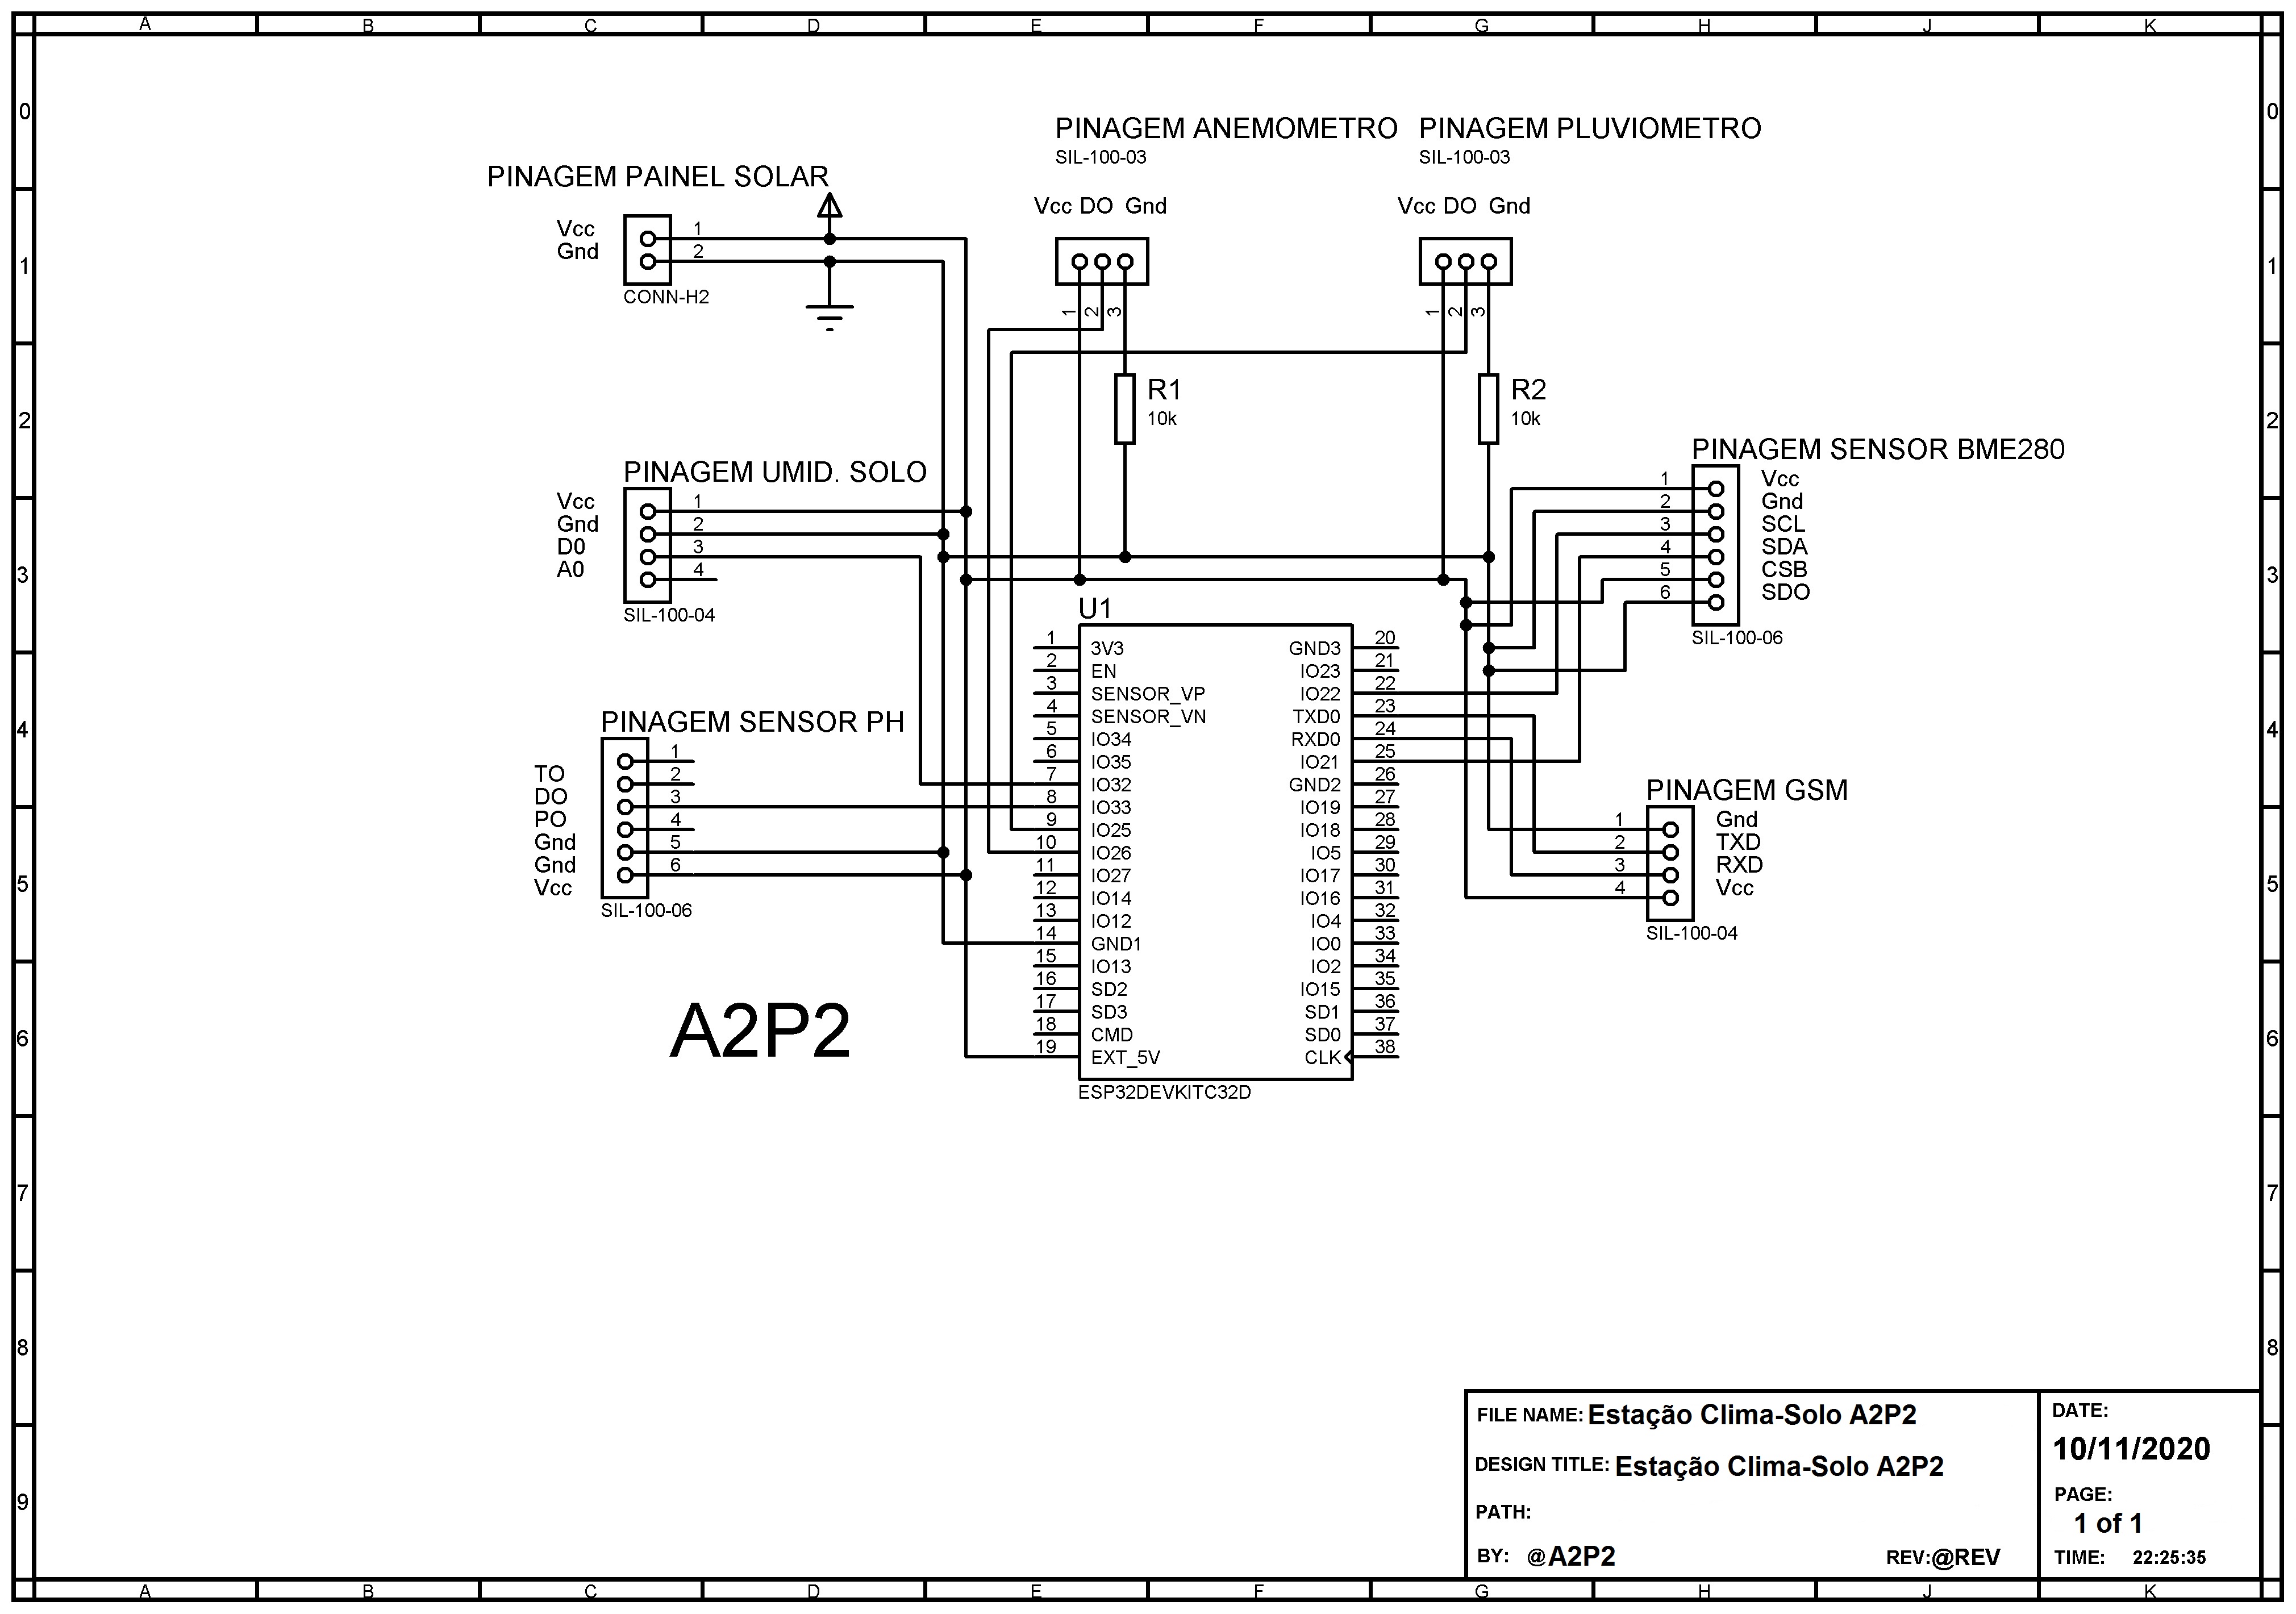 A B C D E F G H J K
0 0
1 1
2 2
3 3
4 4
5 5
6 6
7 7
8 8
9 9
PINAGEM PAINEL SOLAR
Vcc 1
Gnd 2
CONN-H2
PINAGEM ANEMOMETRO
SIL-100-03
Vcc DO Gnd
1 2 3
R1
10k
PINAGEM PLUVIOMETRO
SIL-100-03
Vcc DO Gnd
1 2 3
R2
10k
PINAGEM UMID. SOLO
Vcc 1
Gnd 2
D0 3
A0 4
SIL-100-04
PINAGEM SENSOR BME280
1 Vcc
2 Gnd
3 SCL
4 SDA
5 CSB
6 SDO
SIL-100-06
PINAGEM SENSOR PH
1
TO 2
DO 3
PO 4
Gnd 5
Gnd 6
Vcc
SIL-100-06
U1
1 3V3 GND3 20
2 EN IO23 21
3 SENSOR_VP IO22 22
4 SENSOR_VN TXD0 23
5 IO34 RXD0 24
6 IO35 IO21 25
7 IO32 GND2 26
8 IO33 IO19 27
9 IO25 IO18 28
10 IO26 IO5 29
11 IO27 IO17 30
12 IO14 IO16 31
13 IO12 IO4 32
14 GND1 IO0 33
15 IO13 IO2 34
16 SD2 IO15 35
17 SD3 SD1 36
18 CMD SD0 37
19 EXT_5V CLK 38
ESP32DEVKITC32D
PINAGEM GSM
1 Gnd
2 TXD
3 RXD
4 Vcc
SIL-100-04
A2P2
FILE NAME: Estação Clima-Solo A2P2
DESIGN TITLE: Estação Clima-Solo A2P2
PATH:
BY: @A2P2 REV:@REV
DATE:
10/11/2020
PAGE:
1 of 1
TIME: 22:25:35
A B C D E F G H J K